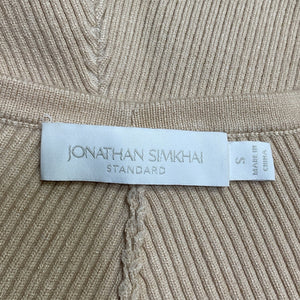 JONATHAN SIMKHAI
STANDARD
S
MADE IN
CHINA